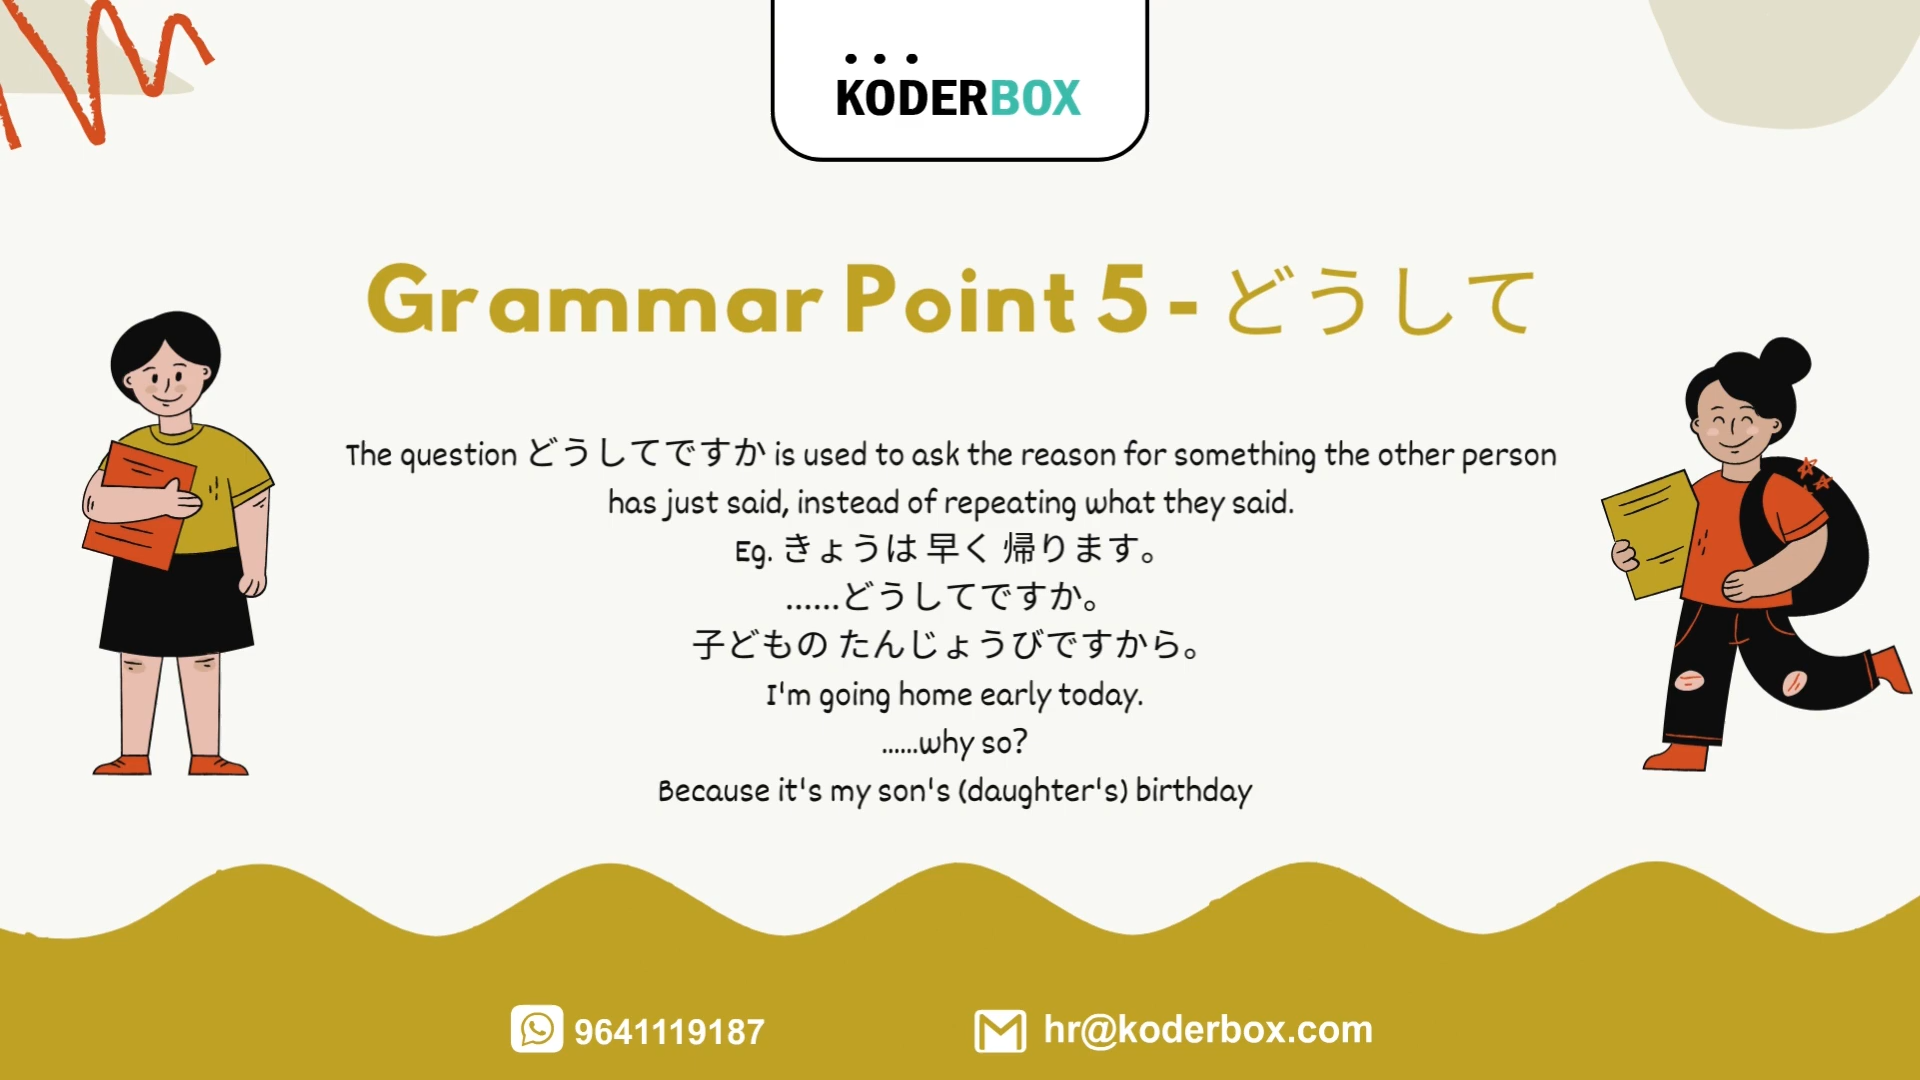 KODERBOX
Grammar Point 5 - どうして
The question どうしてですか is used to ask the reason for something the other person
has just said, instead of repeating what they said.
Eg. きょうは 早く 帰ります。
......どうしてですか。
子どもの たんじょうびですから。
I'm going home early today.
......why so?
Because it's my son's (daughter's) birthday
9641119187
hr@koderbox.com